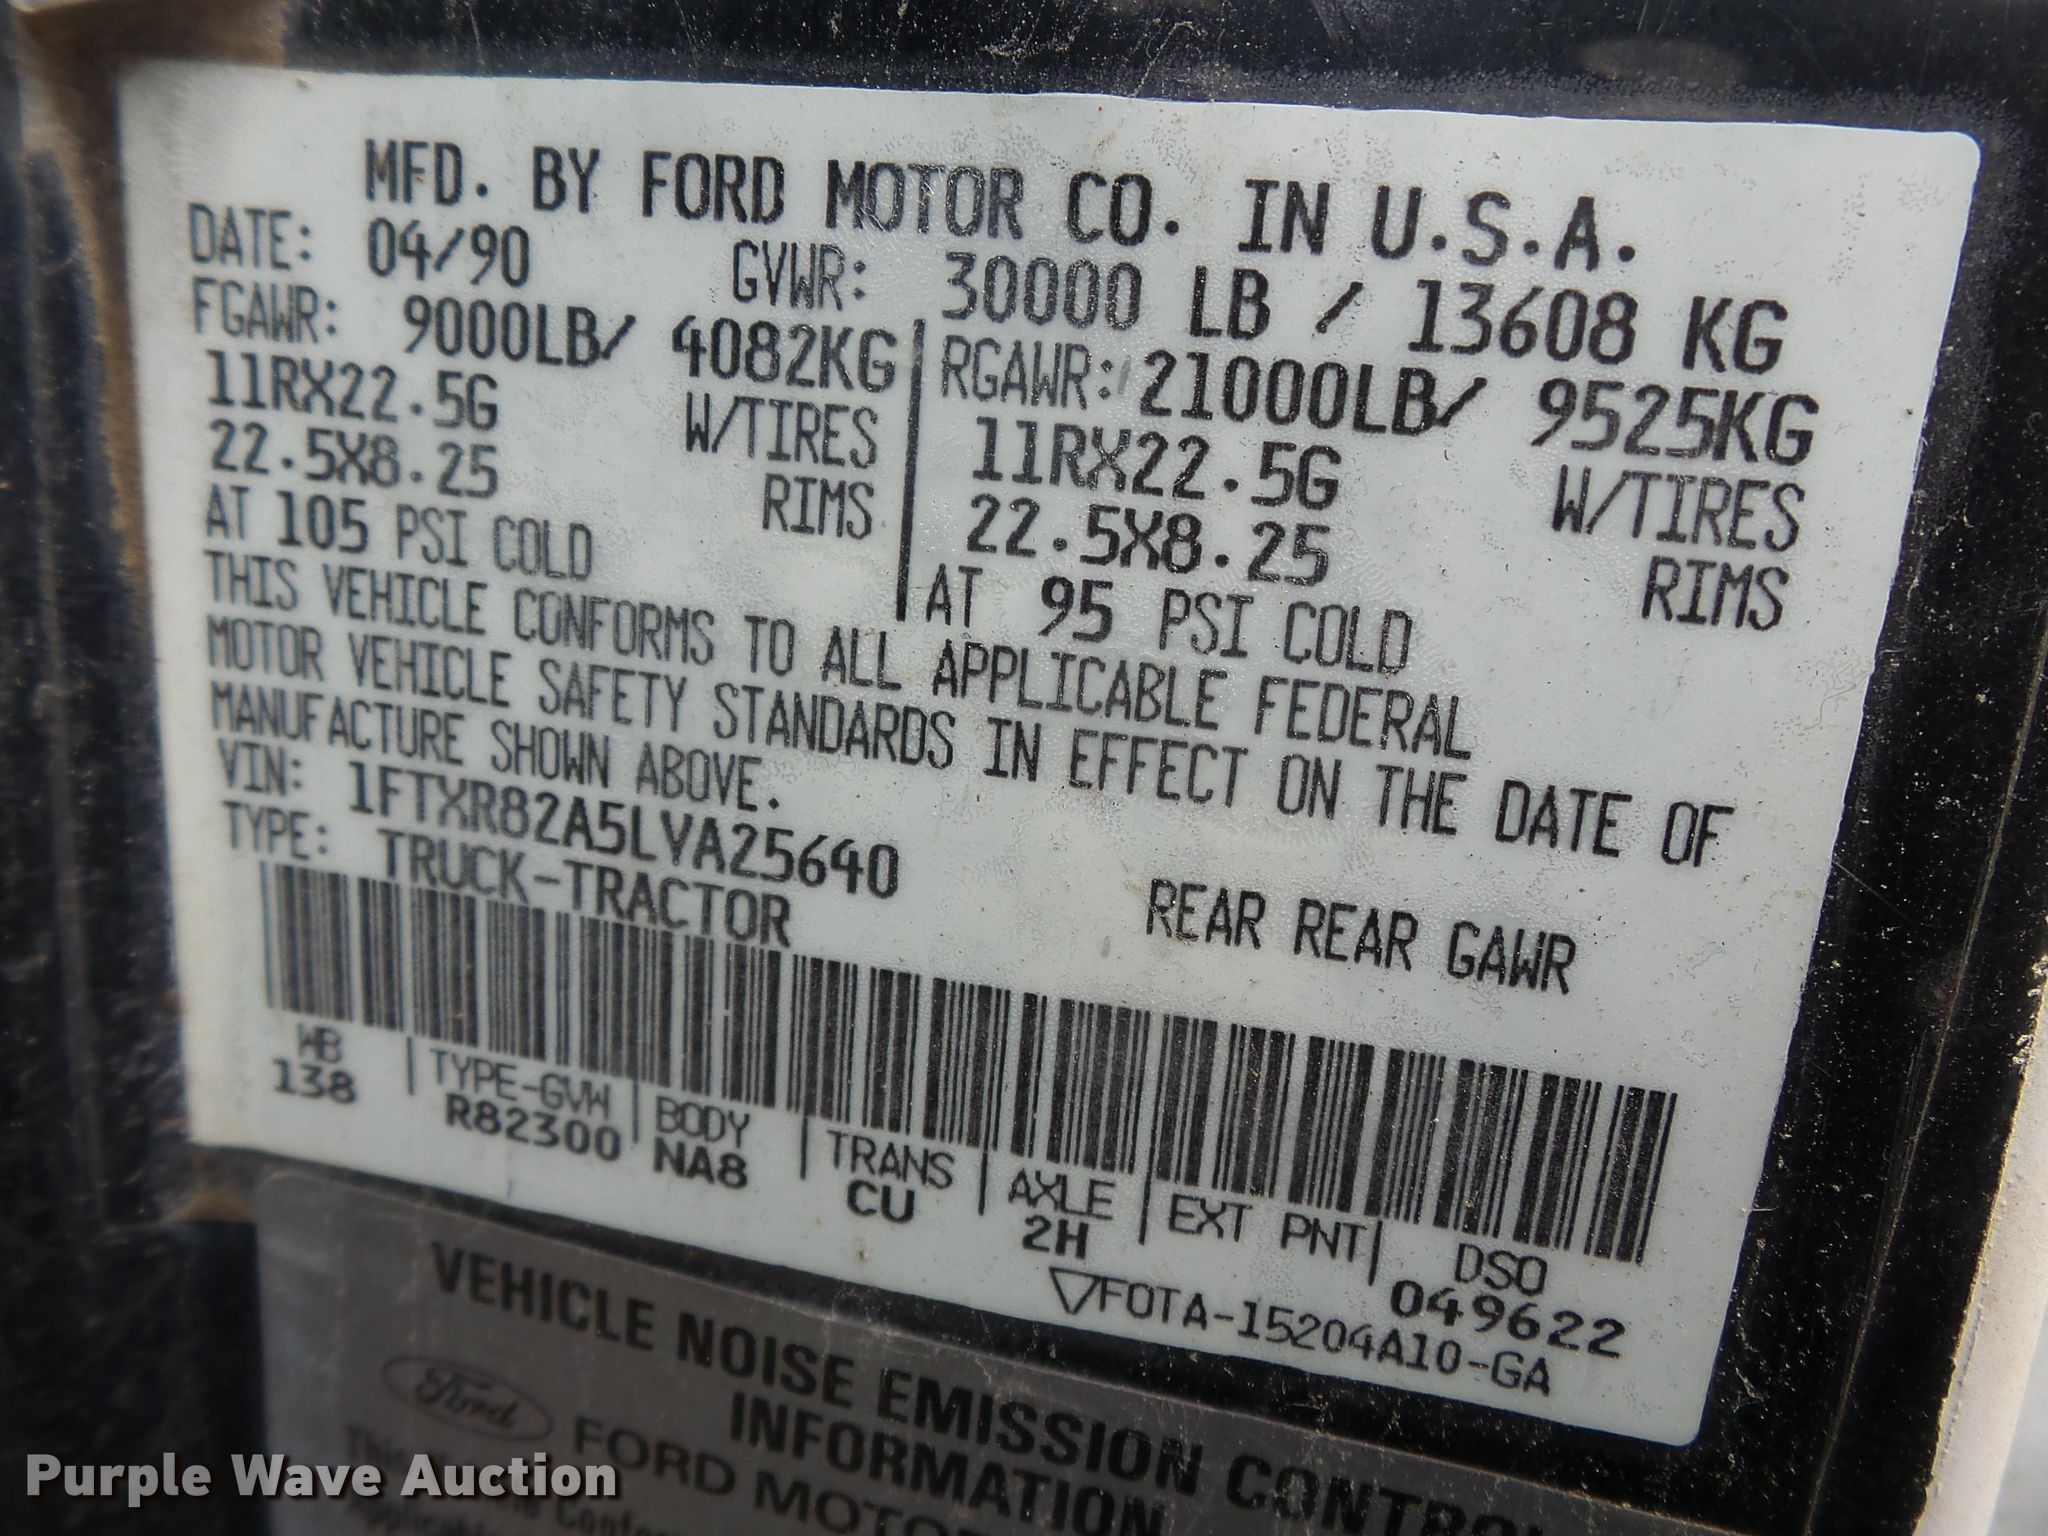 MFD. BY FORD MOTOR CO. IN U.S.A.
DATE: 04/90 GVWR: 30000 LB / 13608 KG
FGAWR: 9000LB/ 4082KG RGAWR: 21000LB/ 9525KG
11RX22.5G W/TIRES 11RX22.5G W/TIRES
22.5X8.25 RIMS 22.5X8.25 RIMS
AT 105 PSI COLD AT 95 PSI COLD
THIS VEHICLE CONFORMS TO ALL APPLICABLE FEDERAL
MOTOR VEHICLE SAFETY STANDARDS IN EFFECT ON THE DATE OF
MANUFACTURE SHOWN ABOVE.
VIN: 1FTXR82A5LVA25640
TYPE: TRUCK-TRACTOR REAR REAR GAWR
WB TYPE-GVW BODY TRANS AXLE EXT PNT DSO
138 R82300 NA8 CU 2H 049622
▽FOTA-15204A10-GA
VEHICLE NOISE EMISSION CONTROL
INFORMATION
Ford FORD MOTOR
Purple Wave Auction